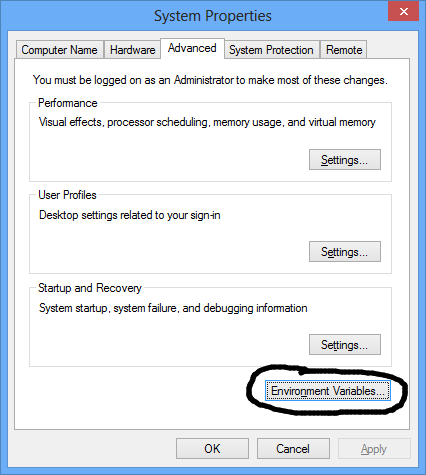 System Properties
Computer Name Hardware Advanced System Protection Remote
You must be logged on as an Administrator to make most of these changes.
Performance
Visual effects, processor scheduling, memory usage, and virtual memory
Settings...
User Profiles
Desktop settings related to your sign-in
Settings...
Startup and Recovery
System startup, system failure, and debugging information
Settings...
Environment Variables...
OK Cancel Apply